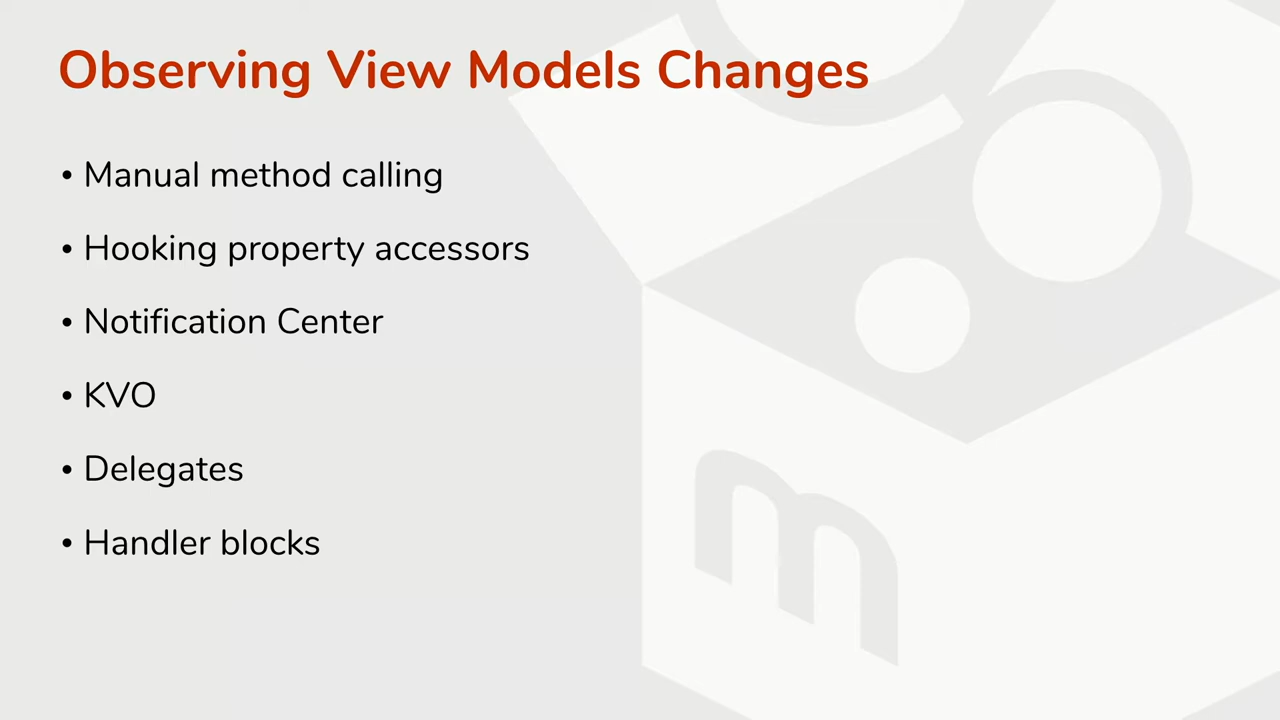 Observing View Models Changes
• Manual method calling
• Hooking property accessors
• Notification Center
• KVO
• Delegates
• Handler blocks
m